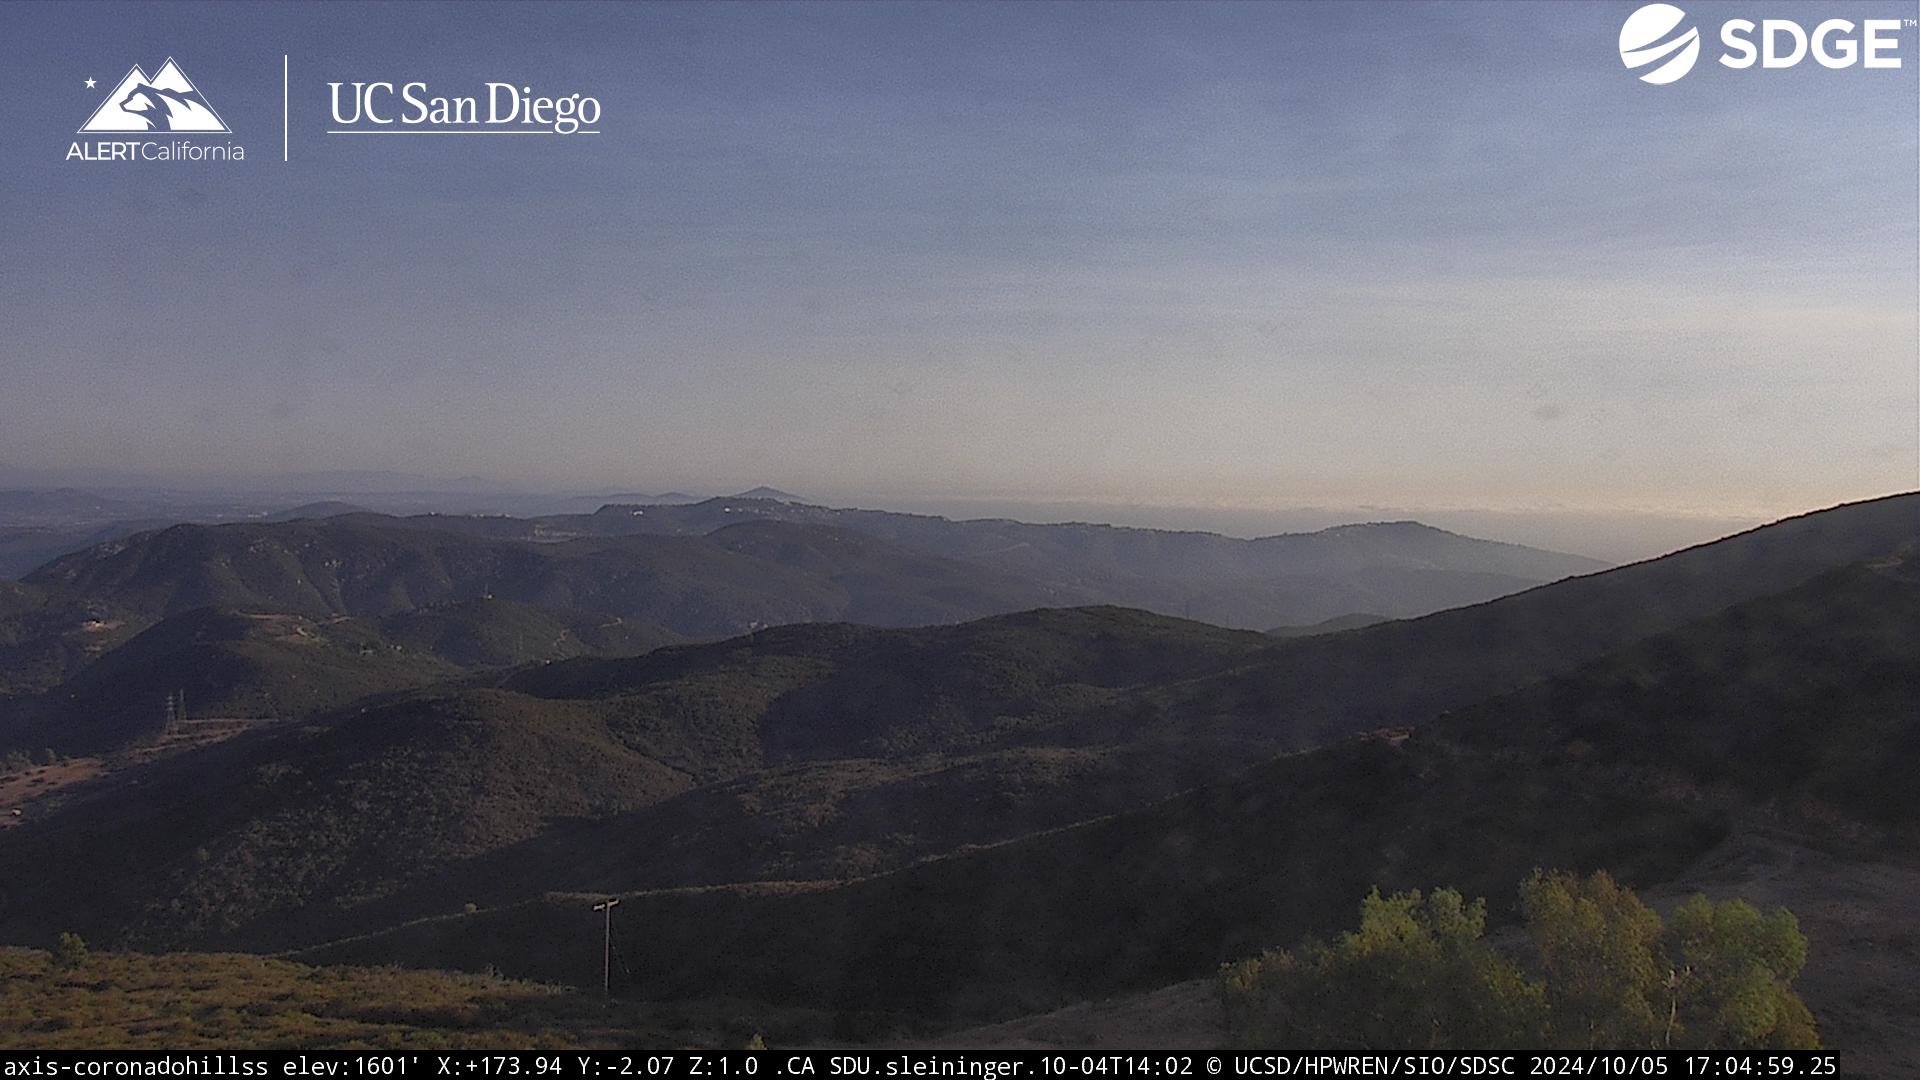 ALERTCalifornia
UC San Diego
SDGE™
axis-coronadohillss elev:1601' X:+173.94 Y:-2.07 Z:1.0 .CA SDU.sleininger.10-04T14:02 © UCSD/HPWREN/SIO/SDSC 2024/10/05 17:04:59.25